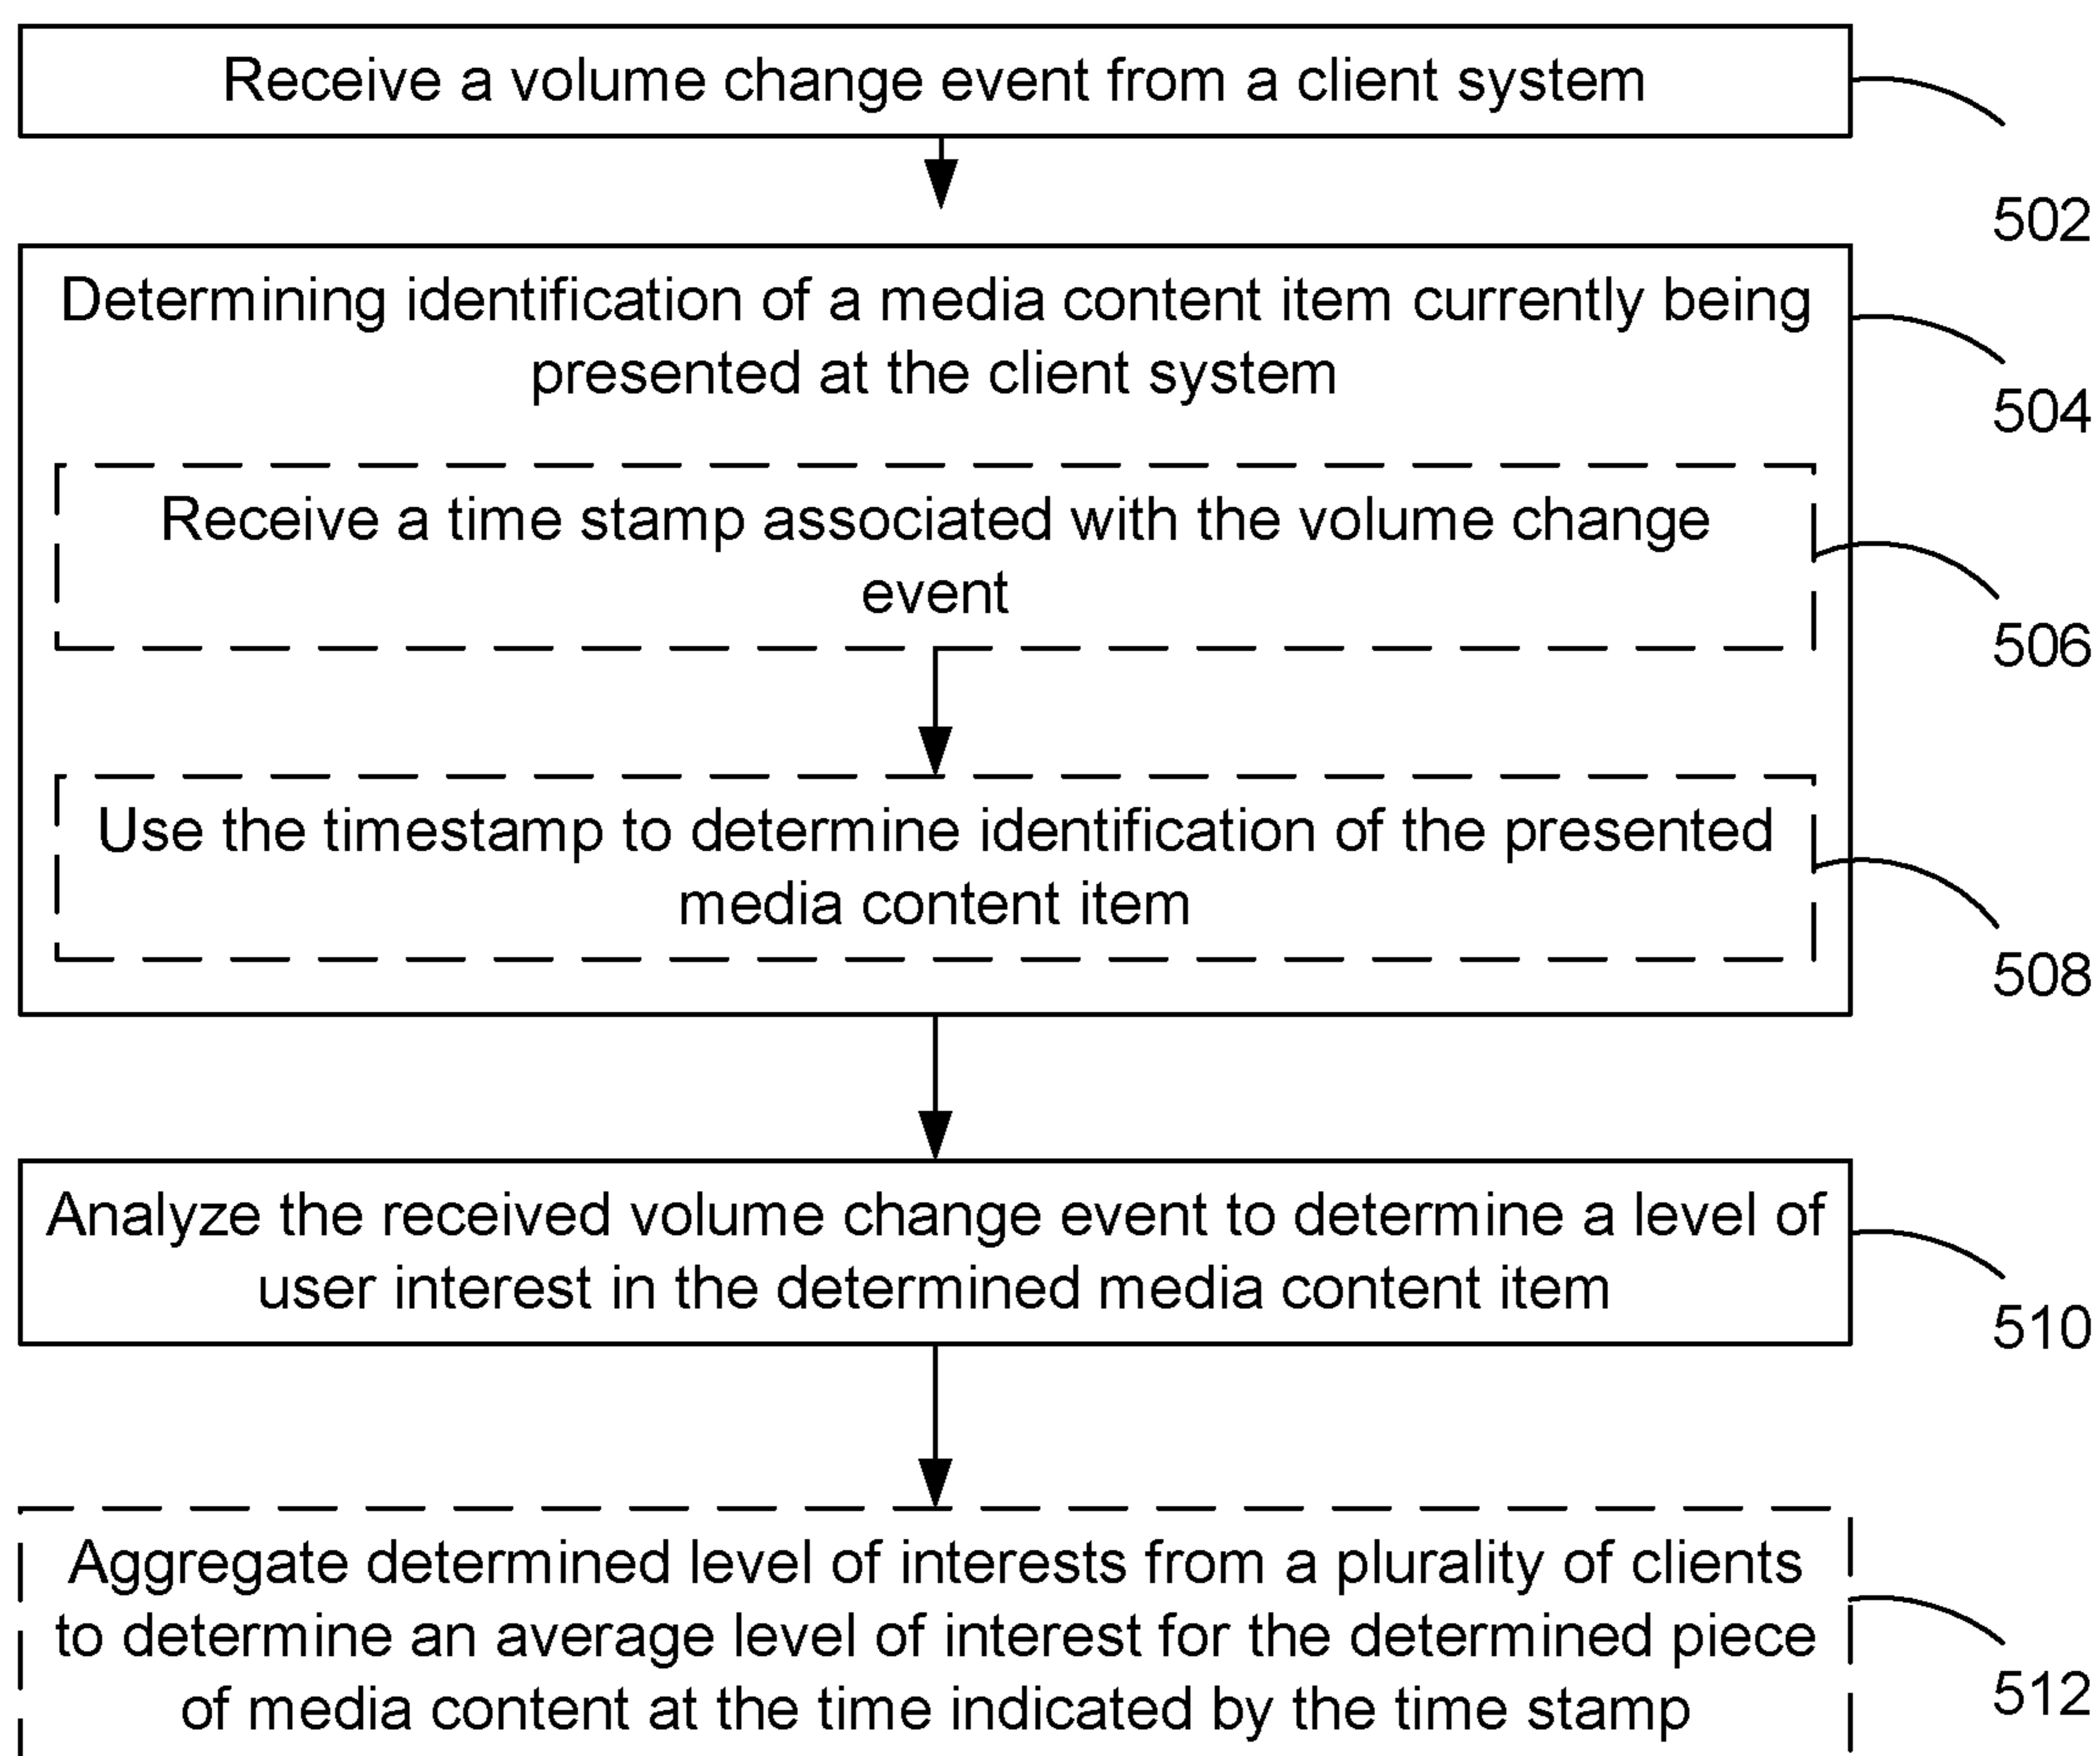 Receive a volume change event from a client system
502
Determining identification of a media content item currently being
presented at the client system
504
Receive a time stamp associated with the volume change
event
506
Use the timestamp to determine identification of the presented
media content item
508
Analyze the received volume change event to determine a level of
user interest in the determined media content item
510
Aggregate determined level of interests from a plurality of clients
to determine an average level of interest for the determined piece
of media content at the time indicated by the time stamp
512